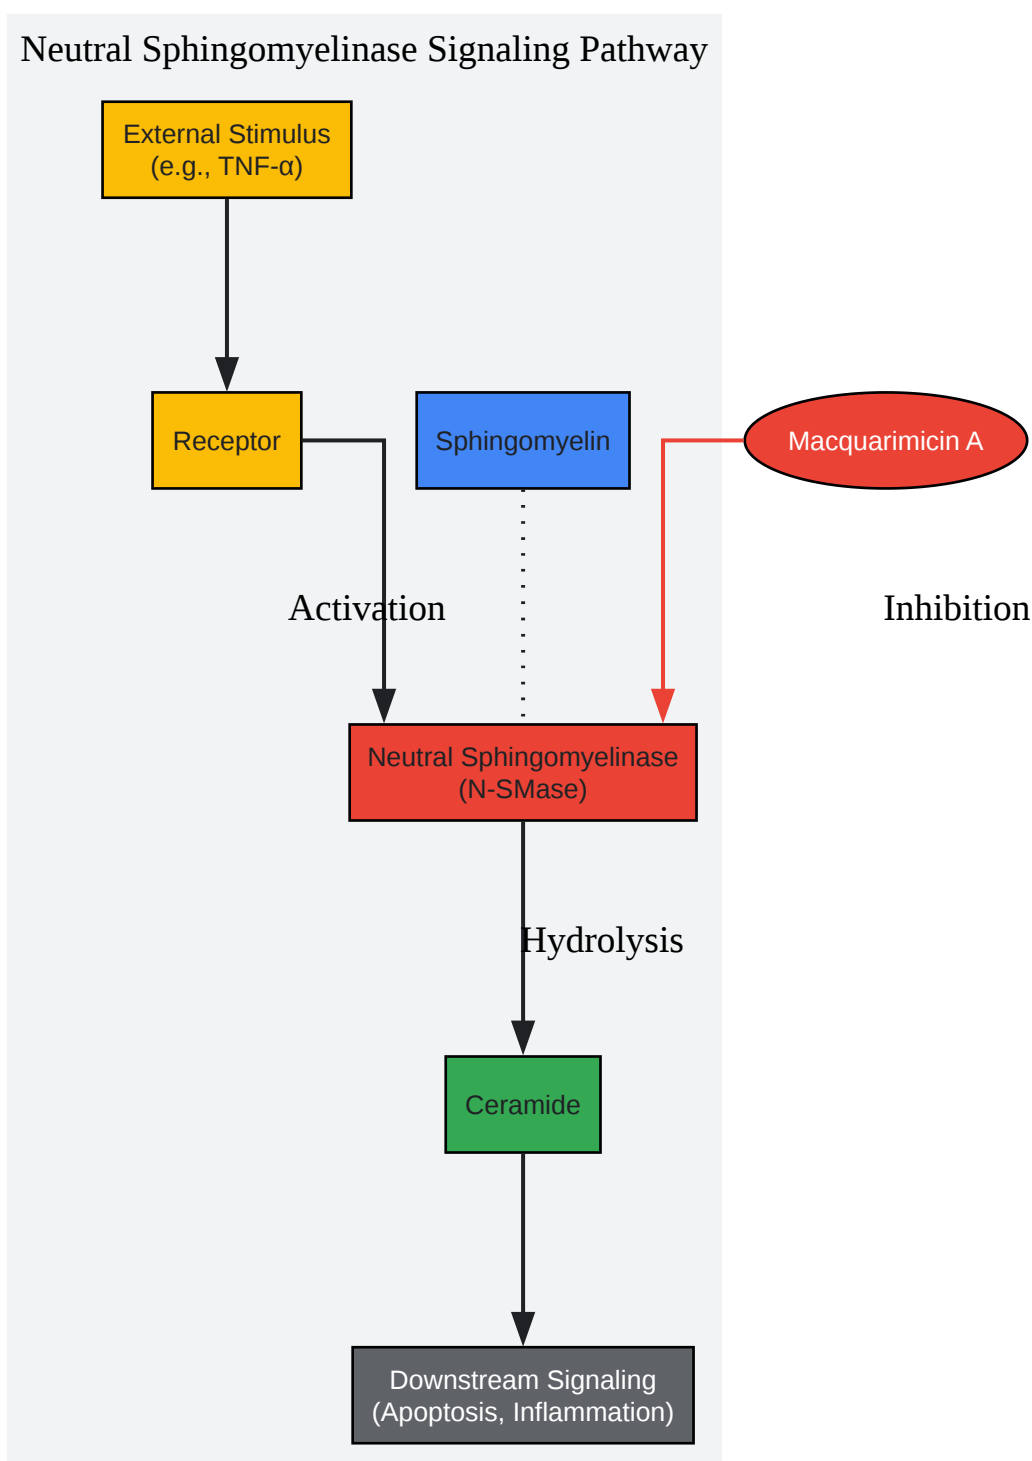 Neutral Sphingomyelinase Signaling Pathway
External Stimulus
(e.g., TNF-α)
Receptor
Sphingomyelin
Macquarimicin A
Activation
Inhibition
Neutral Sphingomyelinase
(N-SMase)
Hydrolysis
Ceramide
Downstream Signaling
(Apoptosis, Inflammation)